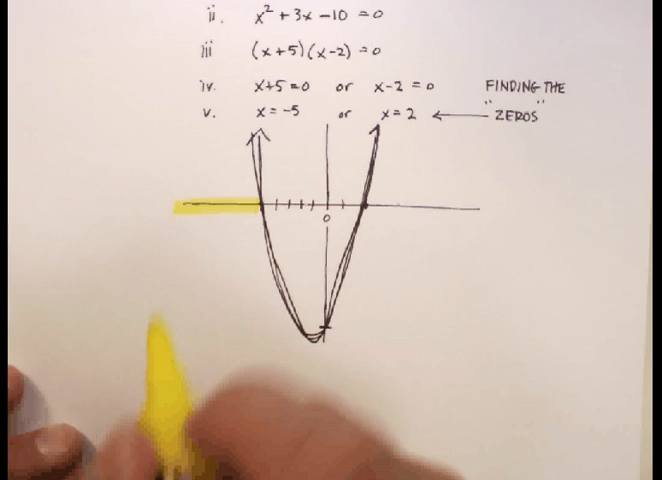 ii. x² + 3x - 10 = 0
iii (x+5)(x-2) = 0
iv. x+5=0 or x-2=0 FINDING THE
v. x=-5 or x=2 "ZEROS"
0